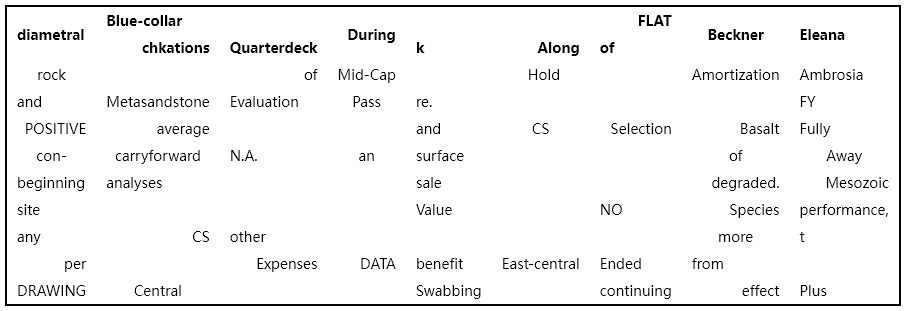 diametral Blue-collar chkations Quarterdeck During k Along FLAT of Beckner Eleana
rock of Mid-Cap Hold Amortization Ambrosia
and Metasandstone Evaluation Pass re. FY
POSITIVE average and CS Selection Basalt Fully
con- carryforward N.A. an surface of Away
beginning analyses sale degraded. Mesozoic
site Value NO Species performance,
any CS other more t
per Expenses DATA benefit East-central Ended from
DRAWING Central Swabbing continuing effect Plus